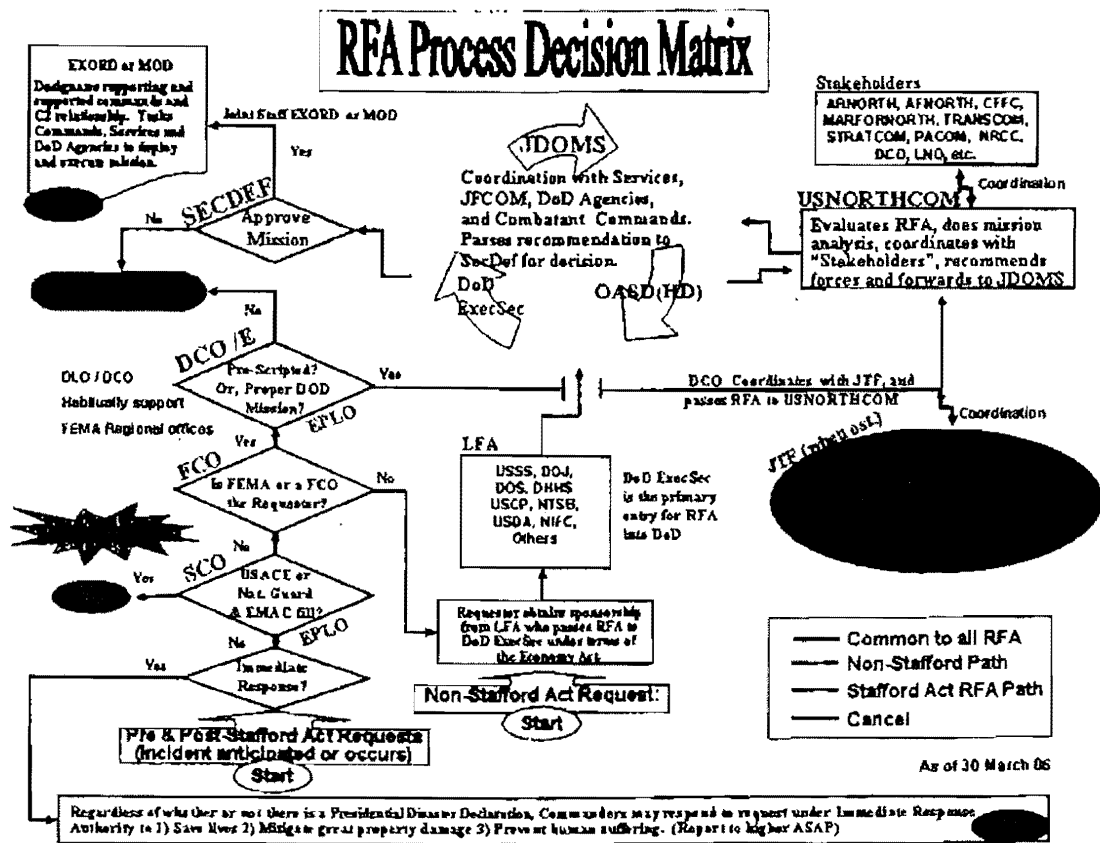 RFA Process Decision Matrix
EXORD or MOD
Designates supporting and
supported commands and
C2 relationship. Tasks
Commands, Services and
DoD Agencies to deploy
and execute mission.
Joint Staff EXORD or MOD
Yes
No
SECDEF
Approve
Mission
JDOMS
Coordination with Services,
JFCOM, DoD Agencies,
and Combatant Commands.
Passes recommendation to
SecDef for decision.
DoD
ExecSec
OASD(HD)
Stakeholders
ARNORTH, AFNORTH, CFFC,
MARFORNORTH, TRANSCOM,
STRATCOM, PACOM, NRCC,
DCO, LNO, etc.
Coordination
USNORTHCOM
Evaluates RFA, does mission
analysis, coordinates with
"Stakeholders", recommends
forces and forwards to JDOMS
No
DCO /E
Pre-Scripted?
Or, Proper DOD
Mission?
EPLO
Yes
DLO / DCO
Habitually support
FEMA Regional offices
DCO Coordinates with JTF, and
passes RFA to USNORTHCOM
Coordination
JTF (when est.)
Yes
FCO
Is FEMA or a FCO
the Requester?
No
LFA
USSS, DOJ,
DOS, DHHS
USCP, NTSB,
USDA, NIFC,
Others
DoD ExecSec
is the primary
entry for RFA
into DoD
No
SCO
USACE or
Nat. Guard
& EMAC fill?
EPLO
Yes
No
Immediate
Response?
Yes
Requestor obtains sponsorship
from LFA who passes RFA to
DoD ExecSec under terms of
the Economy Act
Non-Stafford Act Request:
Start
Pre & Post-Stafford Act Requests
(Incident anticipated or occurs)
Start
Common to all RFA
Non-Stafford Path
Stafford Act RFA Path
Cancel
As of 30 March 06
Regardless of whether or not there is a Presidential Disaster Declaration, Commanders may respond to request under Immediate Response
Authority to 1) Save lives 2) Mitigate great property damage 3) Prevent human suffering. (Report to higher ASAP)